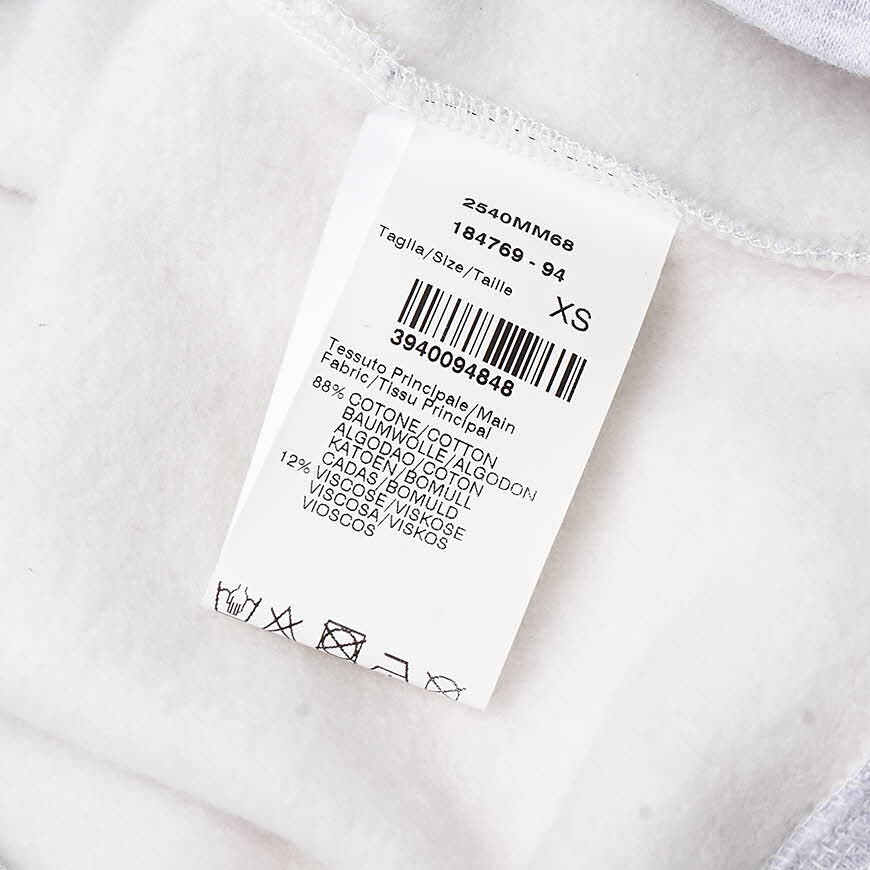 2540MM68
184769 - 94
Taglia/Size/Taille
XS
3940094848
Tessuto Principale/Main
Fabric/Tissu Principal
88% COTONE/COTTON
BAUMWOLLE/ALGODON
ALGODAO/COTON
KATOEN/BOMULL
CADAS/BOMULD
12% VISCOSE/VISKOSE
VISCOSA/VISKOS
VIOSCOS